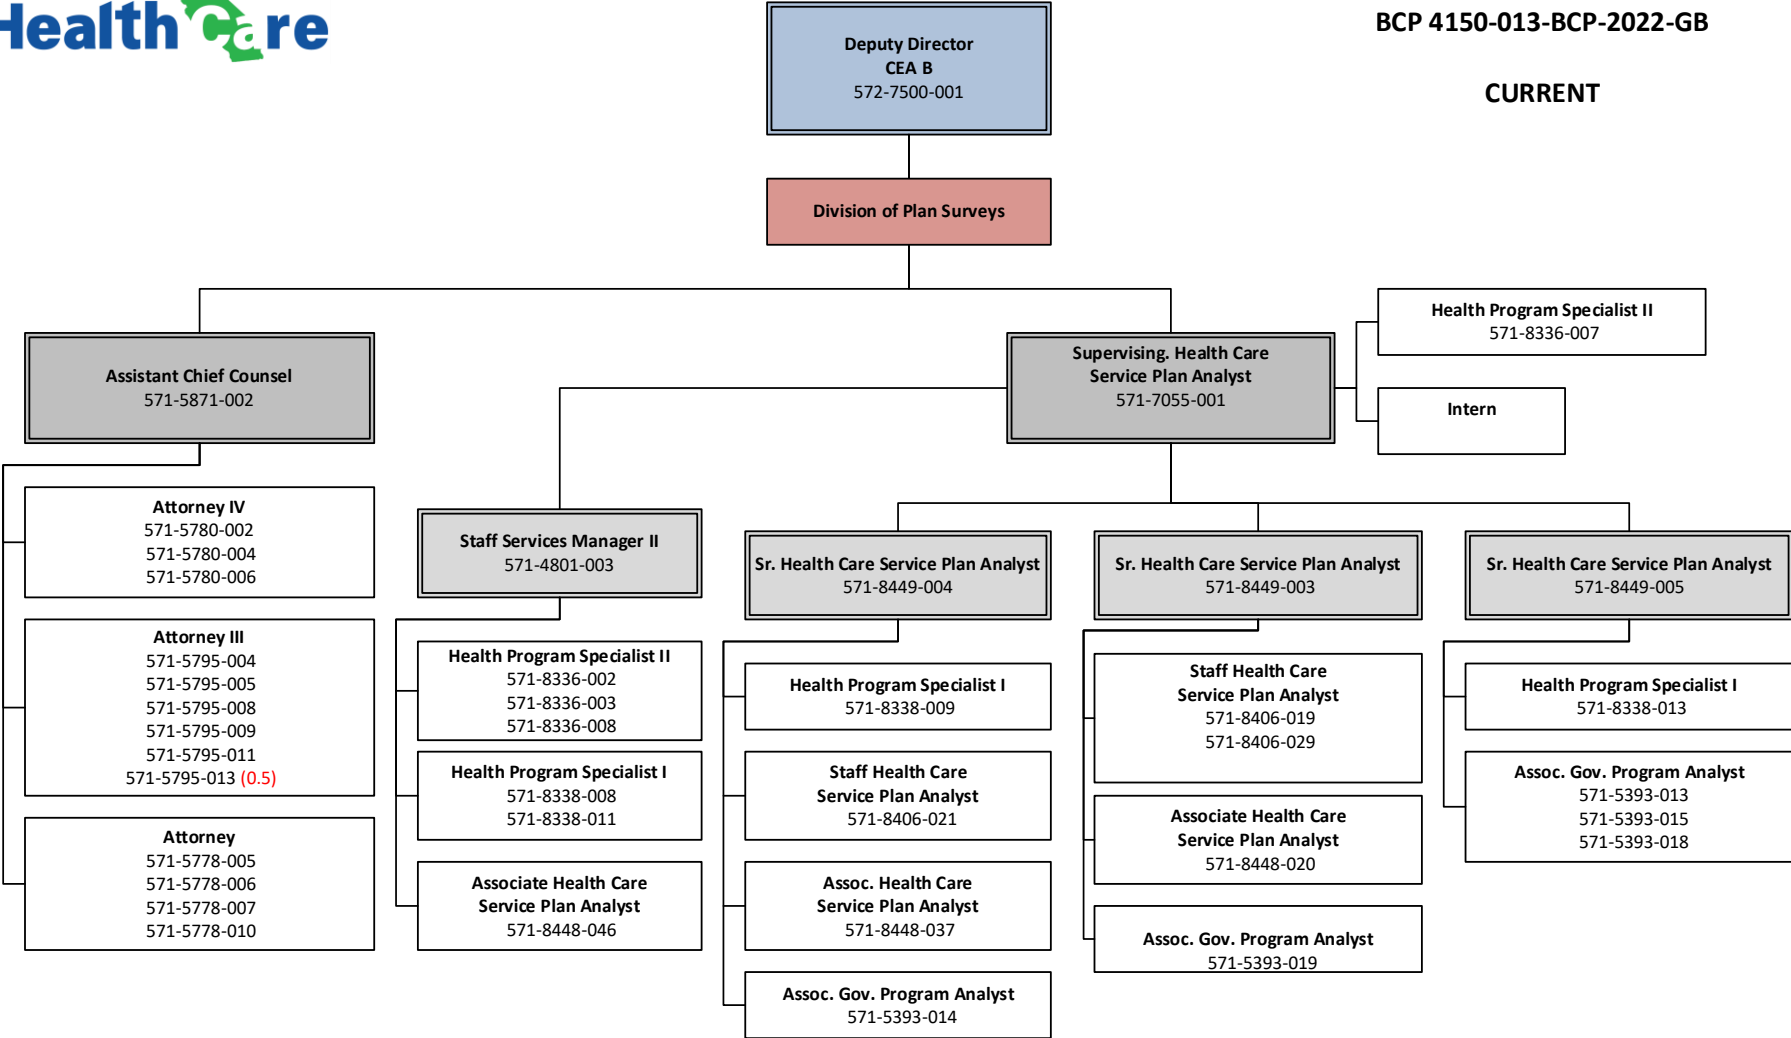 HealthCare
BCP 4150-013-BCP-2022-GB
CURRENT
Deputy Director
CEA B
572-7500-001
Division of Plan Surveys
Assistant Chief Counsel
571-5871-002
Supervising. Health Care
Service Plan Analyst
571-7055-001
Health Program Specialist II
571-8336-007
Intern
Attorney IV
571-5780-002
571-5780-004
571-5780-006
Attorney III
571-5795-004
571-5795-005
571-5795-008
571-5795-009
571-5795-011
571-5795-013 (0.5)
Attorney
571-5778-005
571-5778-006
571-5778-007
571-5778-010
Staff Services Manager II
571-4801-003
Health Program Specialist II
571-8336-002
571-8336-003
571-8336-008
Health Program Specialist I
571-8338-008
571-8338-011
Associate Health Care
Service Plan Analyst
571-8448-046
Sr. Health Care Service Plan Analyst
571-8449-004
Health Program Specialist I
571-8338-009
Staff Health Care
Service Plan Analyst
571-8406-021
Assoc. Health Care
Service Plan Analyst
571-8448-037
Assoc. Gov. Program Analyst
571-5393-014
Sr. Health Care Service Plan Analyst
571-8449-003
Staff Health Care
Service Plan Analyst
571-8406-019
571-8406-029
Associate Health Care
Service Plan Analyst
571-8448-020
Assoc. Gov. Program Analyst
571-5393-019
Sr. Health Care Service Plan Analyst
571-8449-005
Health Program Specialist I
571-8338-013
Assoc. Gov. Program Analyst
571-5393-013
571-5393-015
571-5393-018